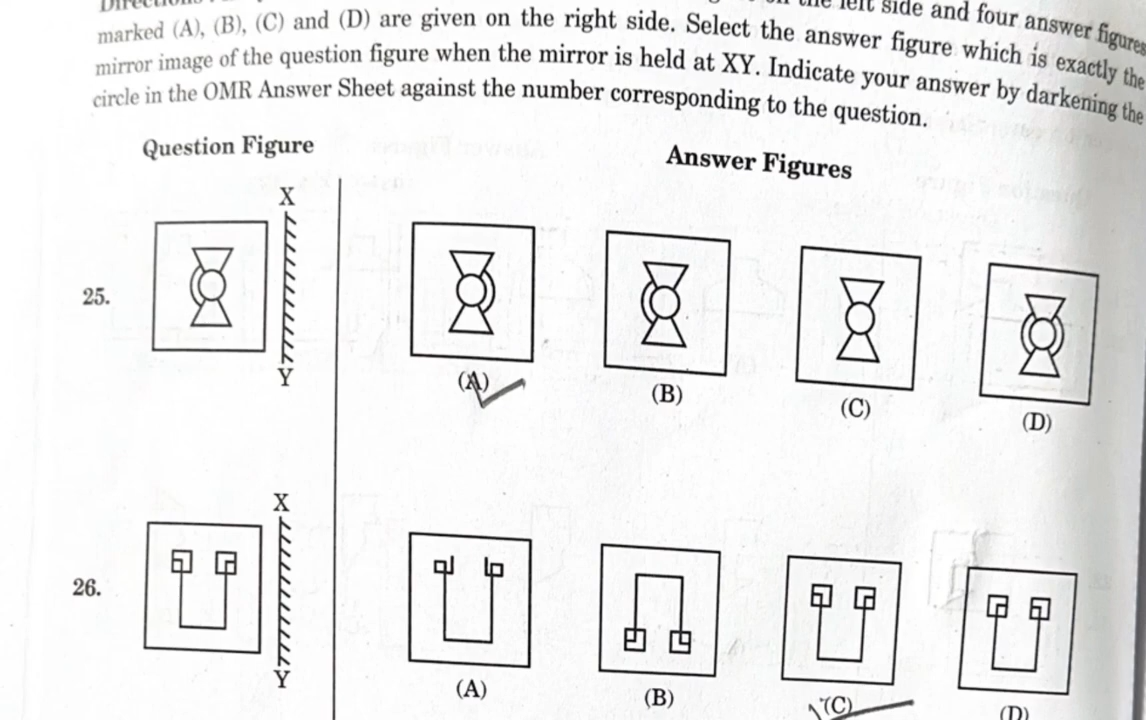 Directions
left side and four answer figures
marked (A), (B), (C) and (D) are given on the right side. Select the answer figure which is exactly the
mirror image of the question figure when the mirror is held at XY. Indicate your answer by darkening the
circle in the OMR Answer Sheet against the number corresponding to the question.
Question Figure
Answer Figures
X
25.
Y
(A)
(B)
(C)
(D)
X
26.
Y
(A)
(B)
(C)
(D)